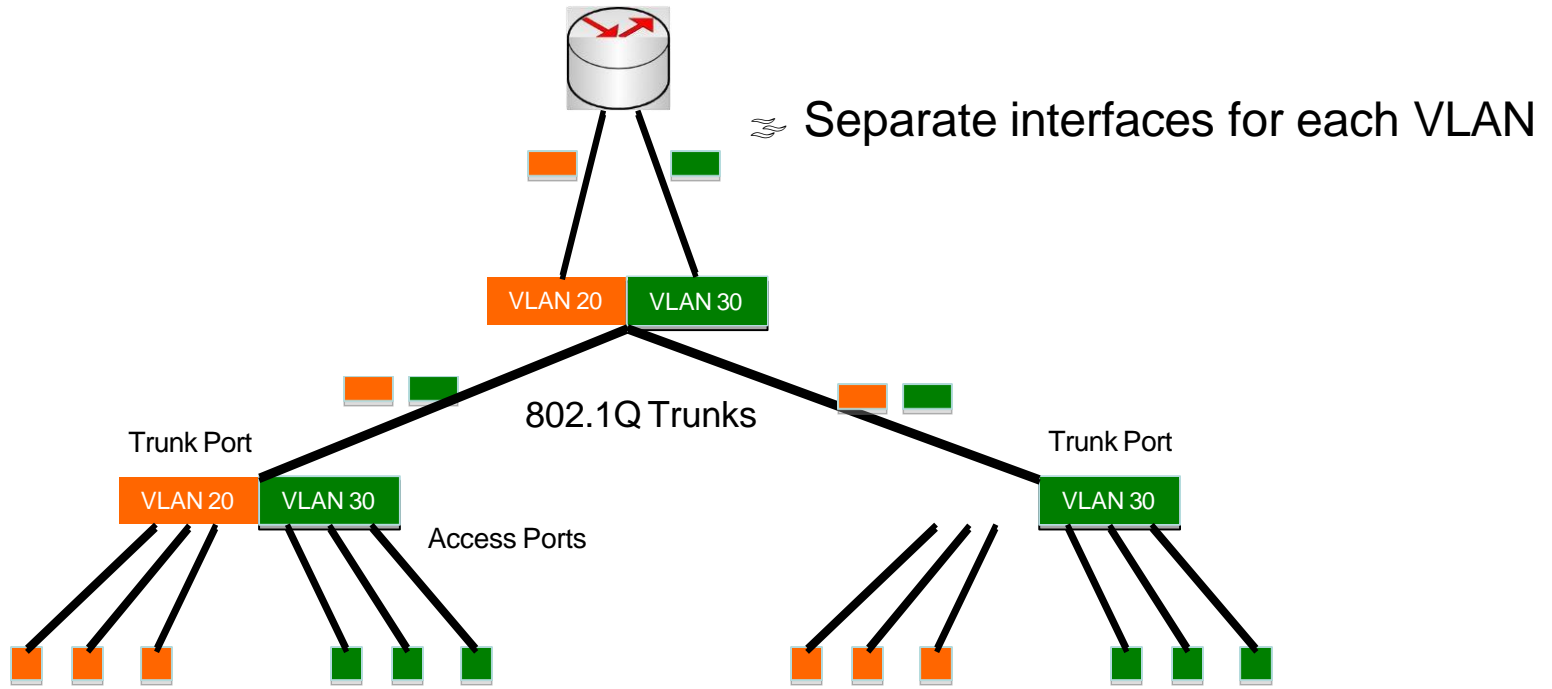 Separate interfaces for each VLAN
VLAN 20
VLAN 30
802.1Q Trunks
Trunk Port
Trunk Port
VLAN 20
VLAN 30
VLAN 30
Access Ports